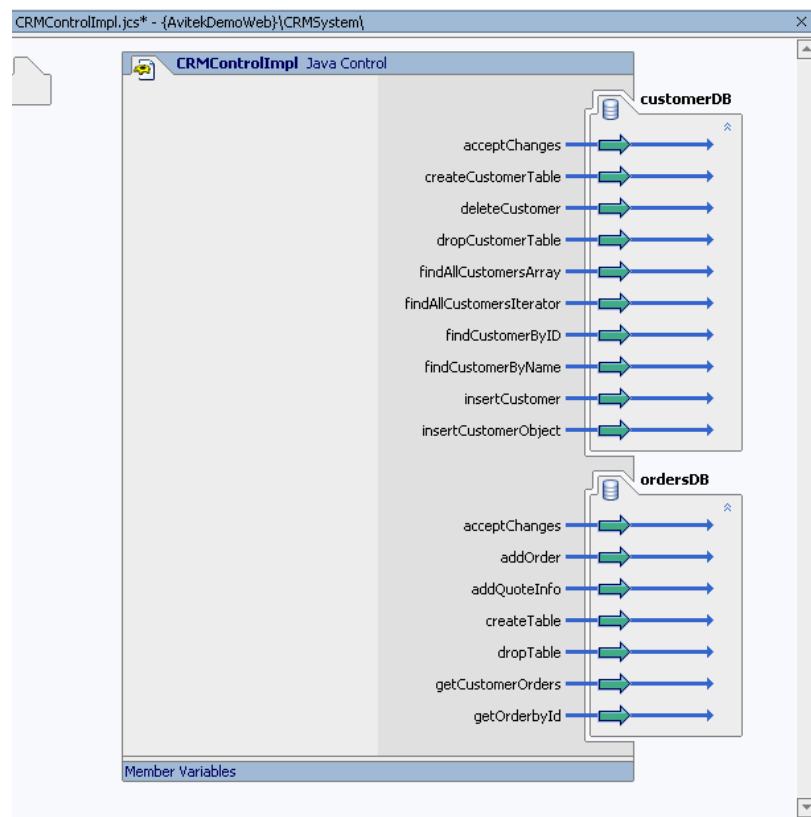 CRMControlImpl.jcs* - {AvitekDemoWeb}\CRMSystem\
CRMControlImpl Java Control
customerDB
acceptChanges
createCustomerTable
deleteCustomer
dropCustomerTable
findAllCustomersArray
findAllCustomersIterator
findCustomerByID
findCustomerByName
insertCustomer
insertCustomerObject
ordersDB
acceptChanges
addOrder
addQuoteInfo
createTable
dropTable
getCustomerOrders
getOrderbyId
Member Variables